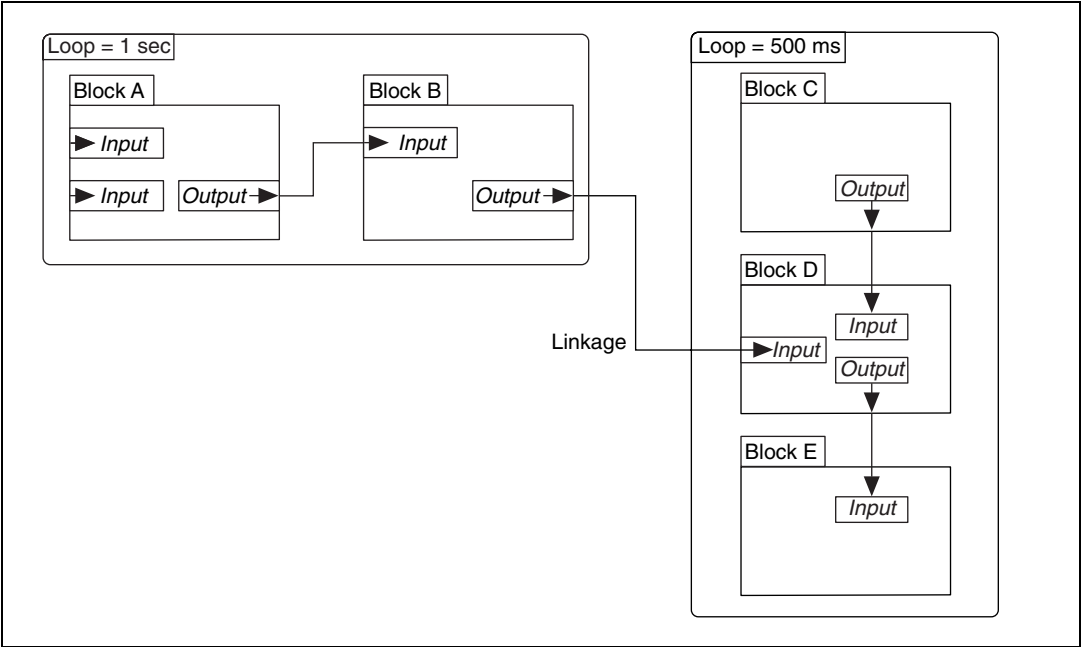 Loop = 1 sec
Block A
Input
Input
Output
Block B
Input
Output
Linkage
Loop = 500 ms
Block C
Output
Block D
Input
Input
Output
Block E
Input